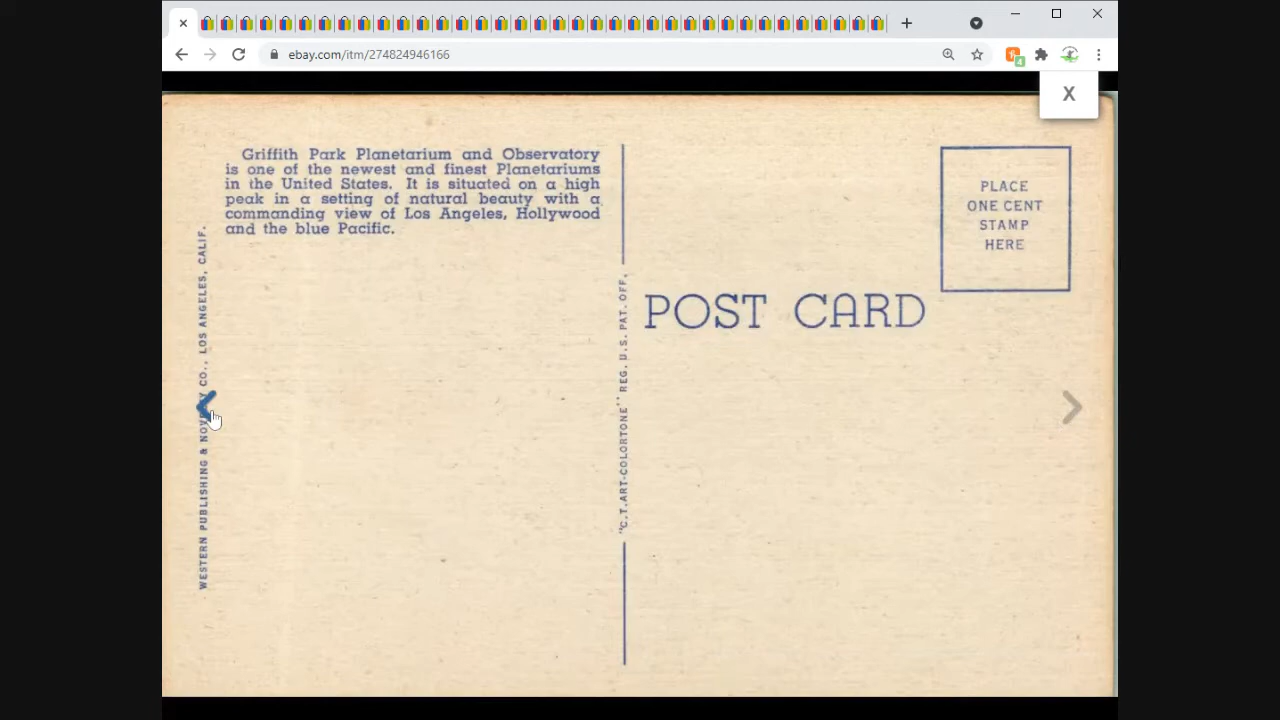 ebay.com/itm/274824946166
4
X
Griffith Park Planetarium and Observatory
is one of the newest and finest Planetariums
in the United States. It is situated on a high
peak in a setting of natural beauty with a
commanding view of Los Angeles, Hollywood
and the blue Pacific.
WESTERN PUBLISHING & NOVELTY CO., LOS ANGELES, CALIF.
"C.T.ART-COLORTONE" REG. U.S. PAT. OFF.
PLACE
ONE CENT
STAMP
HERE
POST CARD